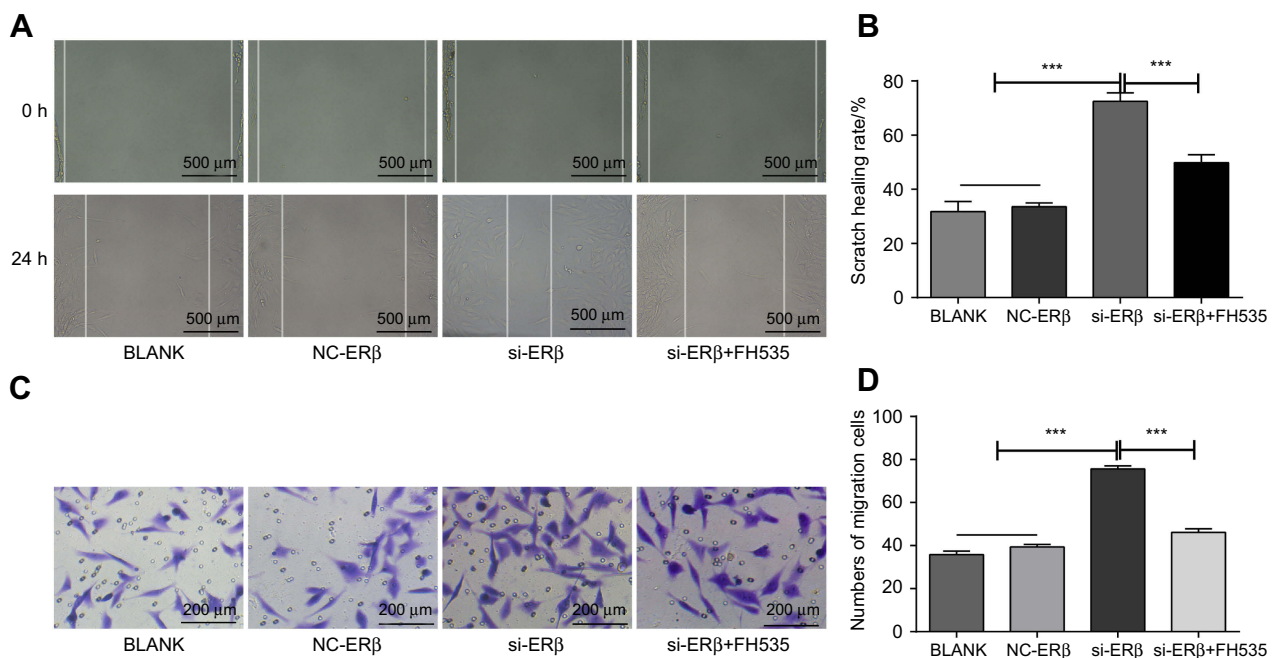 A
0 h
500 μm
500 μm
500 μm
500 μm
24 h
500 μm
500 μm
500 μm
500 μm
BLANK
NC-ERβ
si-ERβ
si-ERβ+FH535
B
Scratch healing rate/%
80
60
40
20
0
***
***
BLANK
NC-ERβ
si-ERβ
si-ERβ+FH535
C
200 μm
200 μm
200 μm
200 μm
BLANK
NC-ERβ
si-ERβ
si-ERβ+FH535
D
Numbers of migration cells
100
80
60
40
20
0
***
***
BLANK
NC-ERβ
si-ERβ
si-ERβ+FH535